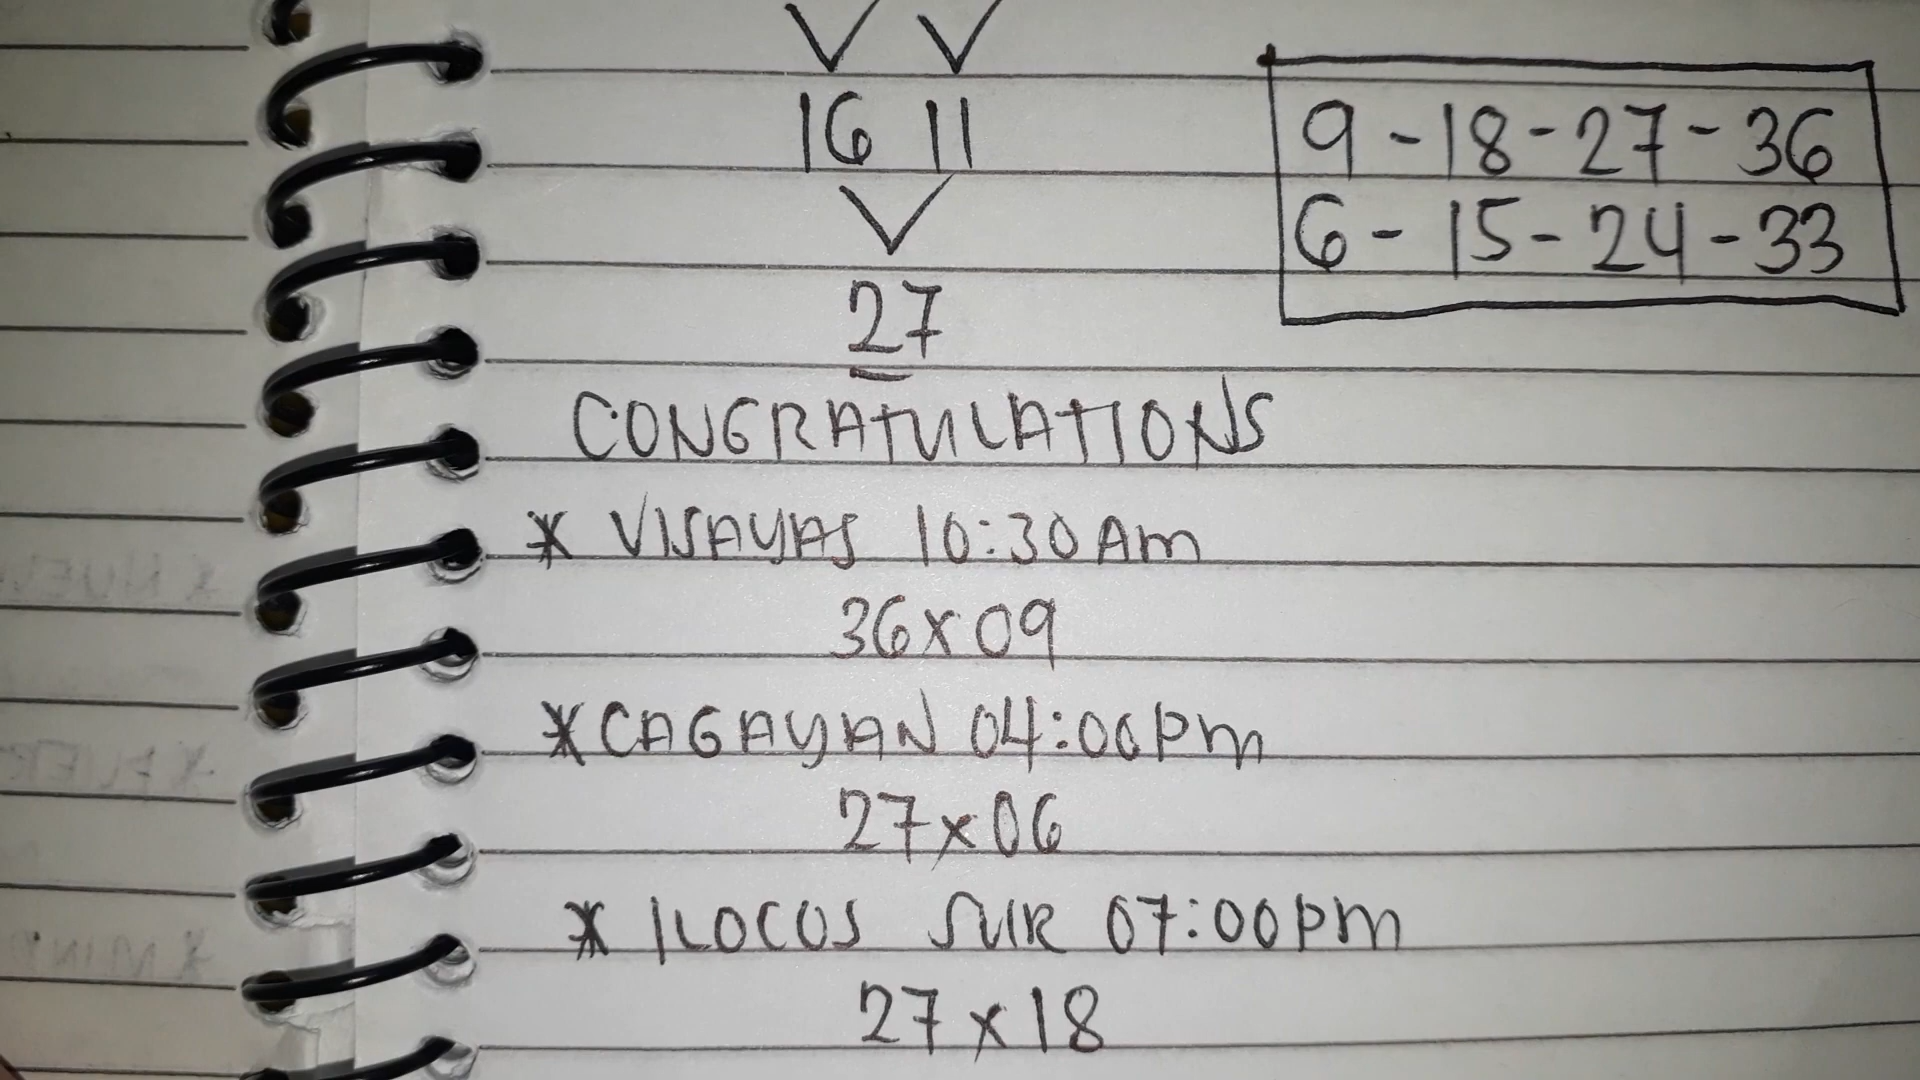 16 11
27
9-18-27-36
6-15-24-33
CONGRATULATIONS
* VISAYAS 10:30 Am
36x09
* CAGAYAN 04:00pm
27x06
* ILOCOS SUR 07:00pm
27x18